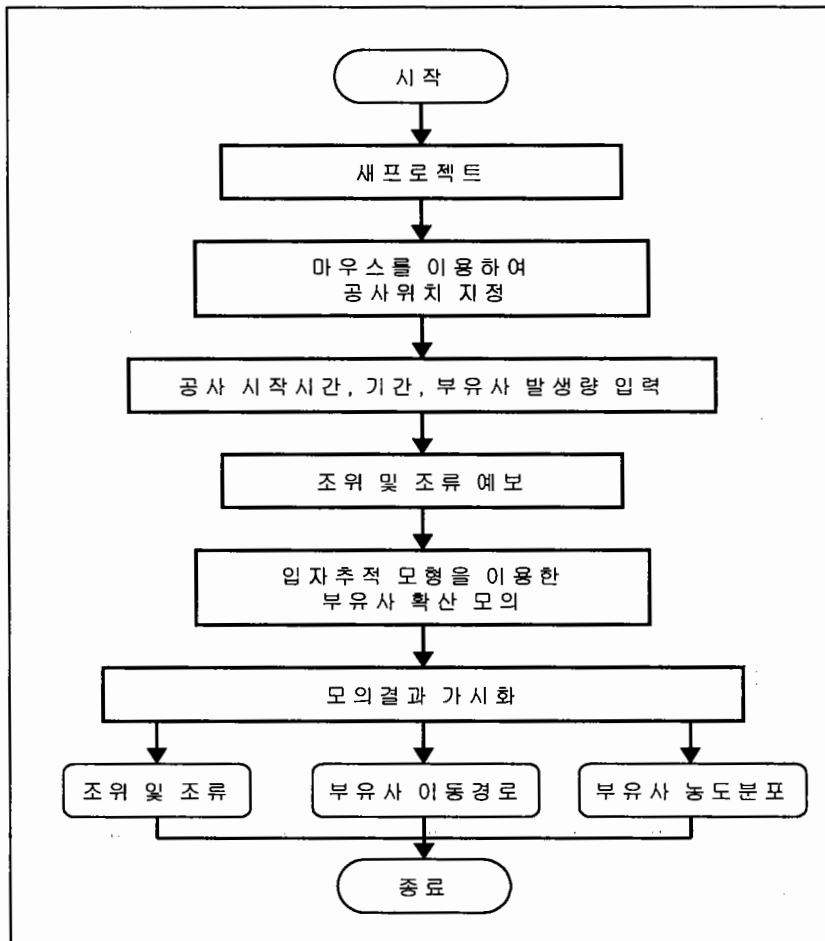 시작
새프로젝트
마우스를 이용하여
공사위치 지정
공사 시작시간, 기간, 부유사 발생량 입력
조위 및 조류 예보
입자추적 모형을 이용한
부유사 확산 모의
모의결과 가시화
조위 및 조류
부유사 이동경로
부유사 농도분포
종료